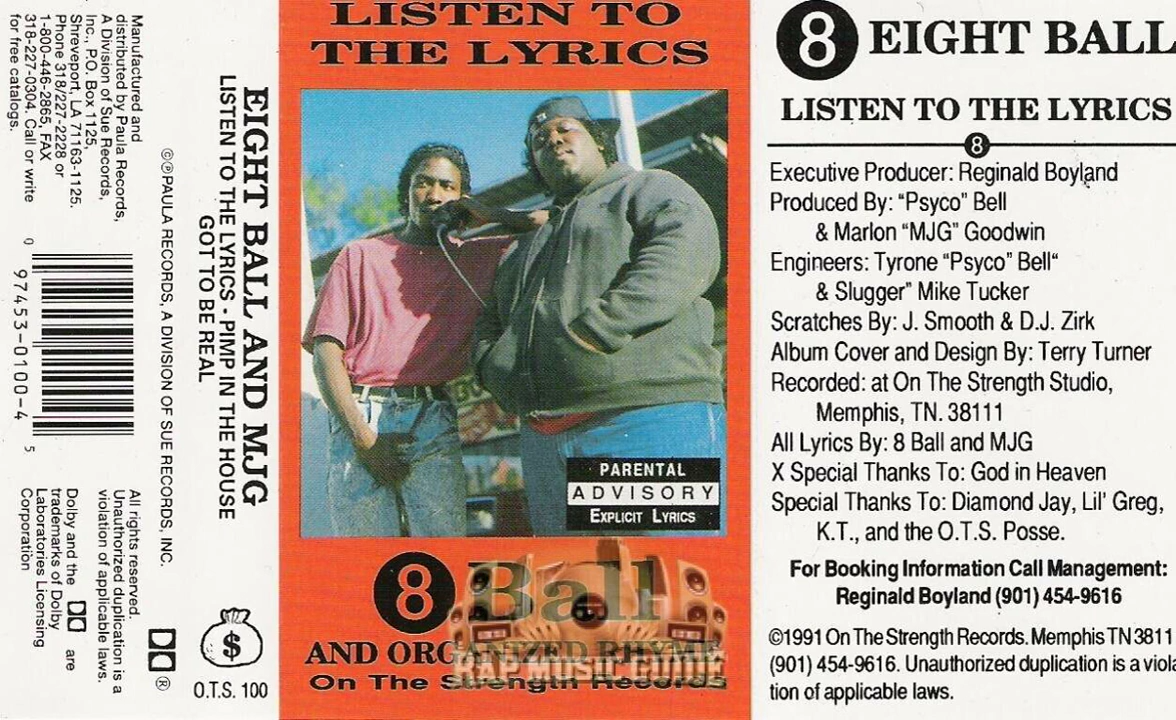 Manufactured and
distributed by Paula Records,
A Division of Sue Records,
Inc., P.O. Box 1125,
Shreveport, LA 71163-1125.
Phone 318/227-2228 or
1-800-446-2865, FAX
318-227-0304. Call or write
for free catalogs.
0 97453-0100-4 5
©℗PAULA RECORDS, A DIVISION OF SUE RECORDS, INC.
All rights reserved.
Unauthorized duplication is a
violation of applicable laws.
Dolby and the DD are
trademarks of Dolby
Laboratories Licensing
Corporation
®
EIGHT BALL AND MJG
LISTEN TO THE LYRICS - PIMP IN THE HOUSE
GOT TO BE REAL
$
O.T.S. 100
LISTEN TO
THE LYRICS
PARENTAL
ADVISORY
EXPLICIT LYRICS
8 Ball
AND ORGANIZED RHYME
RAP MUSIC GUIDE
On The Strength Records
8 EIGHT BALL
LISTEN TO THE LYRICS
8
Executive Producer: Reginald Boyland
Produced By: “Psyco” Bell
& Marlon “MJG” Goodwin
Engineers: Tyrone “Psyco” Bell“
& Slugger” Mike Tucker
Scratches By: J. Smooth & D.J. Zirk
Album Cover and Design By: Terry Turner
Recorded: at On The Strength Studio,
Memphis, TN. 38111
All Lyrics By: 8 Ball and MJG
X Special Thanks To: God in Heaven
Special Thanks To: Diamond Jay, Lil' Greg,
K.T., and the O.T.S. Posse.
For Booking Information Call Management:
Reginald Boyland (901) 454-9616
©1991 On The Strength Records. Memphis TN 3811
(901) 454-9616. Unauthorized duplication is a viola
tion of applicable laws.